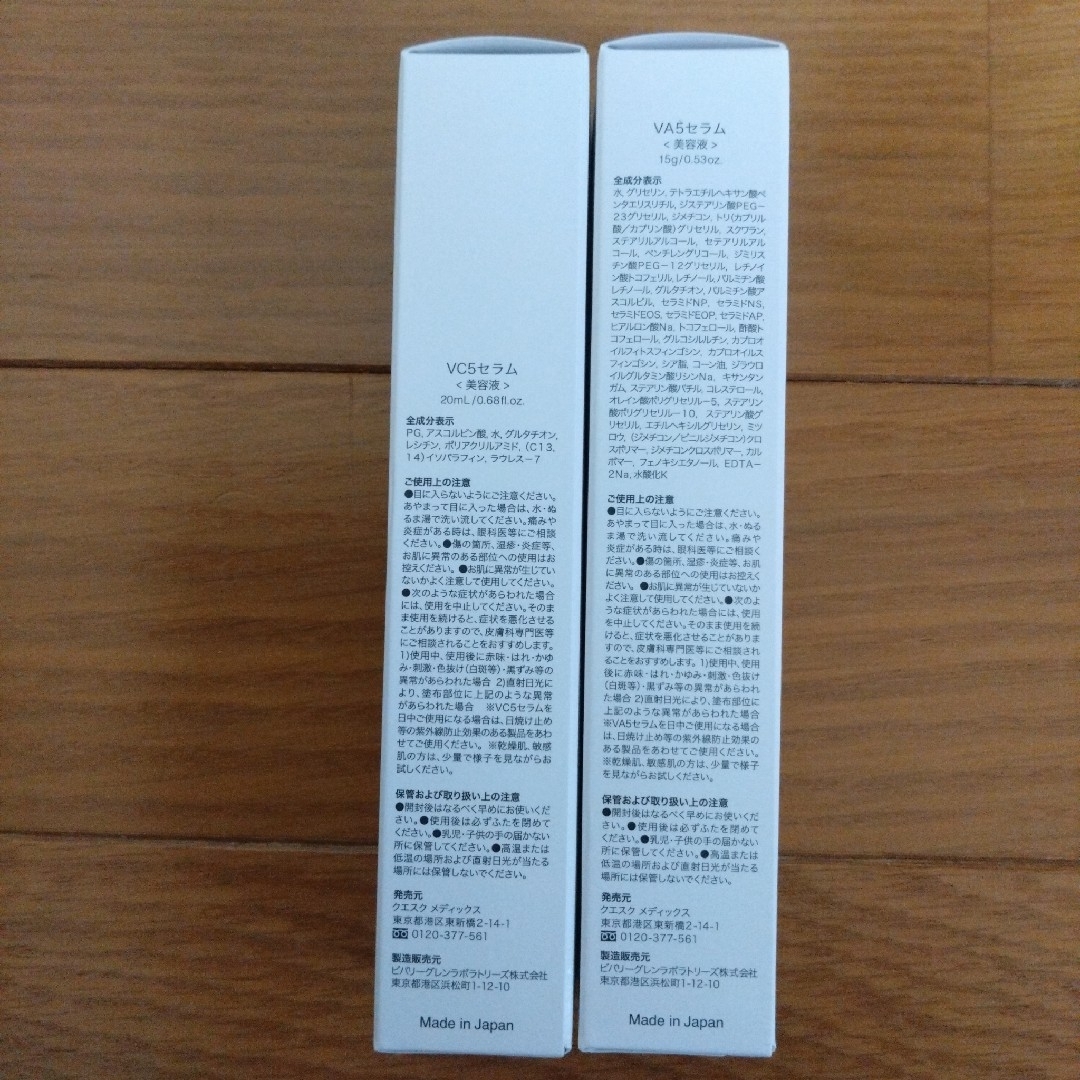 VC5セラム
< 美容液 >
20mL/0.68fl.oz.
全成分表示
PG, アスコルビン酸, 水, グルタチオン,
レシチン, ポリアクリルアミド, (C13,
14)イソパラフィン, ラウレス-7
ご使用上の注意
●目に入らないようにご注意ください。
あやまって目に入った場合は、水・ぬ
るま湯で洗い流してください。痛みや
炎症がある時は、眼科医等にご相談
ください。●傷の箇所、湿疹・炎症等、
お肌に異常のある部位への使用はお
控えください。●お肌に異常が生じてい
ないかよく注意して使用してください。
●次のような症状があらわれた場合
には、使用を中止してください。そのま
ま使用を続けると、症状を悪化させる
ことがありますので、皮膚科専門医等
にご相談されることをおすすめします。
1)使用中、使用後に赤味・はれ・かゆ
み・刺激・色抜け(白斑等)・黒ずみ等の
異常があらわれた場合 2)直射日光に
より、塗布部位に上記のような異常
があらわれた場合 ※VC5セラムを
日中ご使用になる場合は、日焼け止め
等の紫外線防止効果のある製品をあわ
せてご使用ください。※乾燥肌、敏感
肌の方は、少量で様子を見ながらお
試しください。
保管および取り扱い上の注意
●開封後はなるべく早めにお使いくだ
さい。●使用後は必ずふたを閉めて
ください。●乳児・子供の手の届かない
所に保管してください。●高温または
低温の場所および直射日光が当たる
場所には保管しないでください。
発売元
クエスク メディックス
東京都港区東新橋2-14-1
0120-377-561
製造販売元
ビバリーグレンラボラトリーズ株式会社
東京都港区浜松町1-12-10
Made in Japan
VA5セラム
< 美容液 >
15g/0.53oz.
全成分表示
水, グリセリン, テトラエチルヘキサン酸ペ
ンタエリスリチル, ジステアリン酸PEG-
23グリセリル, ジメチコン, トリ(カプリル
酸/カプリン酸)グリセリル, スクワラン,
ステアリルアルコール, セテアリルアル
コール, ペンチレングリコール, ジミリス
チン酸PEG-12グリセリル, レチノイ
ン酸トコフェリル, レチノール, パルミチン酸
レチノール, グルタチオン, パルミチン酸ア
スコルビル, セラミドNP, セラミドNS,
セラミドEOS, セラミドEOP, セラミドAP,
ヒアルロン酸Na, トコフェロール, 酢酸ト
コフェロール, グルコシルルチン, カプロオ
イルフィトスフィンゴシン, カプロオイルス
フィンゴシン, シア脂, コーン油, ジラウロ
イルグルタミン酸リシンNa, キサンタン
ガム, ステアリン酸バチル, コレステロール,
オレイン酸ポリグリセリル-5, ステアリン
酸ポリグリセリル-10, ステアリン酸グ
リセリル, エチルヘキシルグリセリン, ミツ
ロウ, (ジメチコン/ビニルジメチコン)クロ
スポリマー, ジメチコンクロスポリマー, カル
ボマー, フェノキシエタノール, EDTA-
2Na, 水酸化K
ご使用上の注意
●目に入らないようにご注意ください。
あやまって目に入った場合は、水・ぬる
ま湯で洗い流してください。痛みや
炎症がある時は、眼科医等にご相談く
ださい。●傷の箇所、湿疹・炎症等、お肌
に異常のある部位への使用はお控えく
ださい。●お肌に異常が生じていないか
よく注意して使用してください。●次のよ
うな症状があらわれた場合には、使用
を中止してください。そのまま使用を続
けると、症状を悪化させることがありま
すので、皮膚科専門医等にご相談され
ることをおすすめします。1)使用中、使用
後に赤味・はれ・かゆみ・刺激・色抜け
(白斑等)・黒ずみ等の異常があらわれ
た場合 2)直射日光により、塗布部位に
上記のような異常があらわれた場合
※VA5セラムを日中ご使用になる場合
は、日焼け止め等の紫外線防止効果の
ある製品をあわせてご使用ください。
※乾燥肌、敏感肌の方は、少量で様子
を見ながらお試しください。
保管および取り扱い上の注意
●開封後はなるべく早めにお使いくだ
さい。●使用後は必ずふたを閉めてく
ださい。●乳児・子供の手の届かない
所に保管してください。●高温または
低温の場所および直射日光が当たる
場所には保管しないでください。
発売元
クエスク メディックス
東京都港区東新橋2-14-1
0120-377-561
製造販売元
ビバリーグレンラボラトリーズ株式会社
東京都港区浜松町1-12-10
Made in Japan